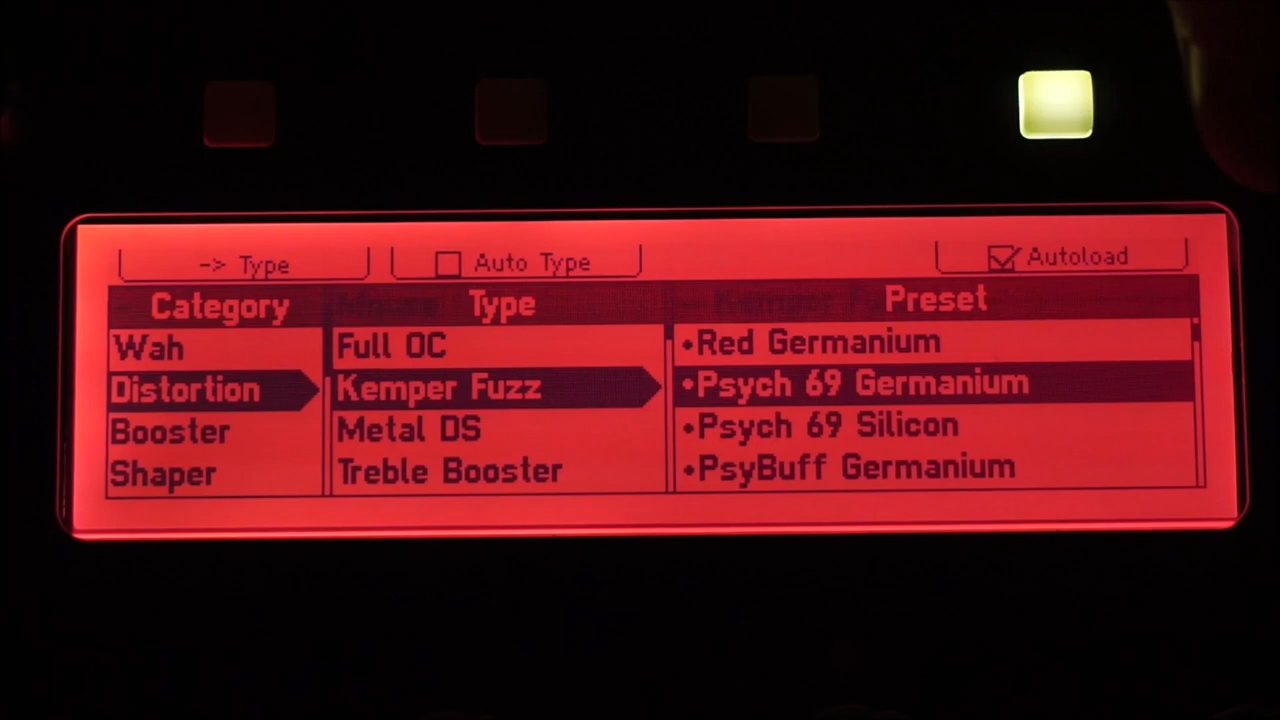 -> Type Auto Type Autoload
Category Type Preset
Wah Full OC •Red Germanium
Distortion Kemper Fuzz •Psych 69 Germanium
Booster Metal DS •Psych 69 Silicon
Shaper Treble Booster •PsyBuff Germanium